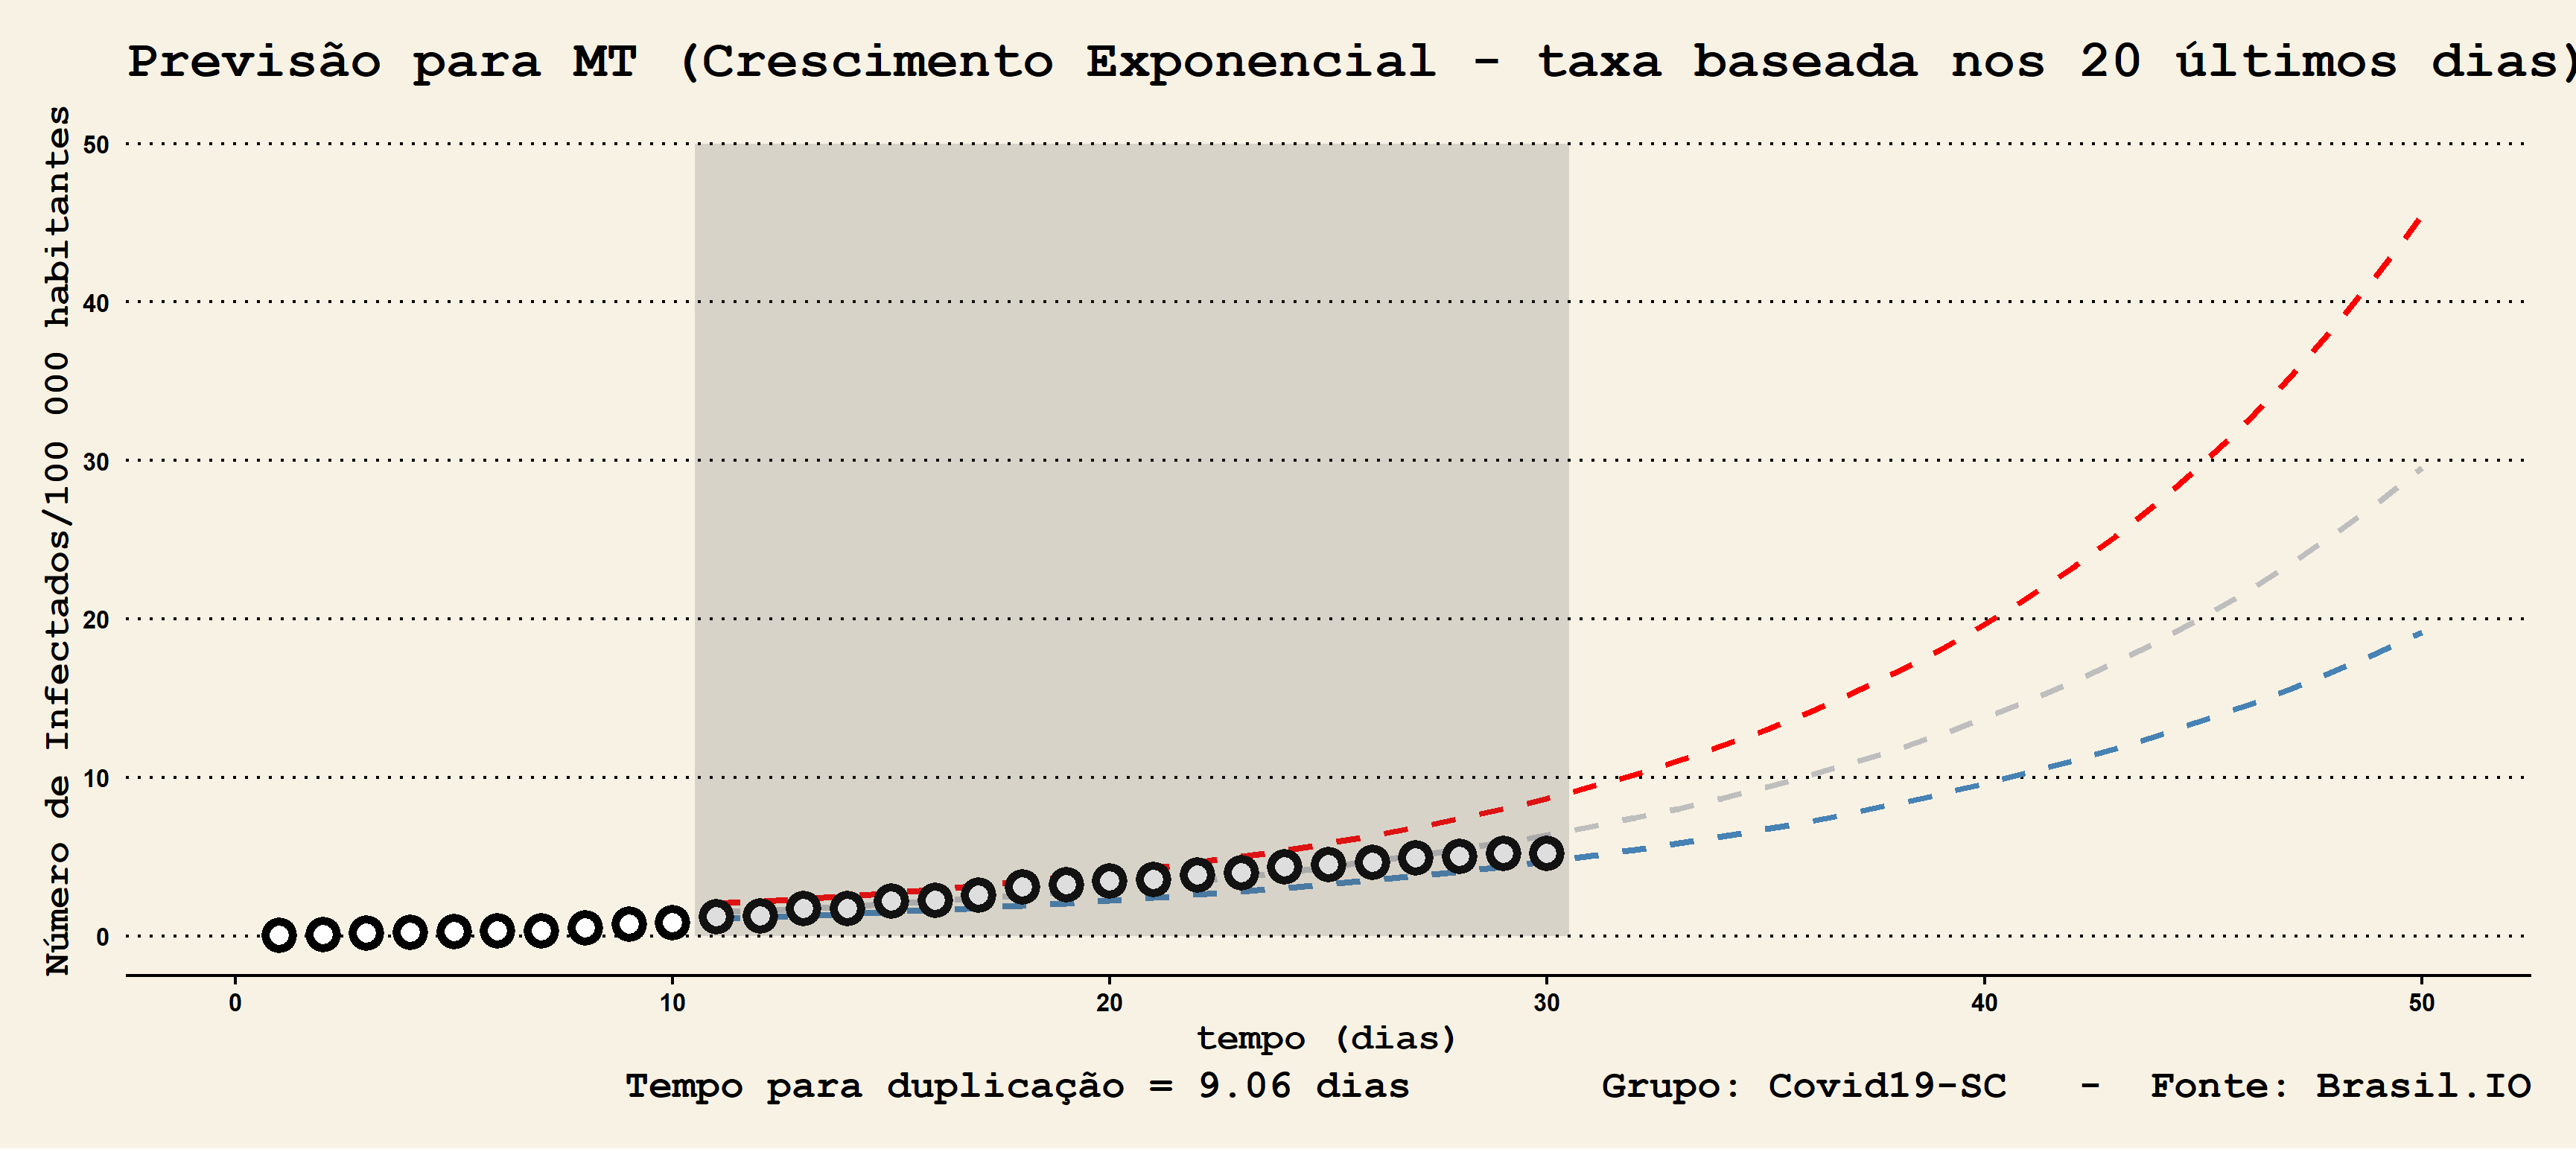 Previsão para MT (Crescimento Exponencial - taxa baseada nos 20 últimos dias)
Número de Infectados/100 000 habitantes
50
40
30
20
10
0
0 10 20 30 40 50
tempo (dias)
Tempo para duplicação = 9.06 dias Grupo: Covid19-SC - Fonte: Brasil.IO